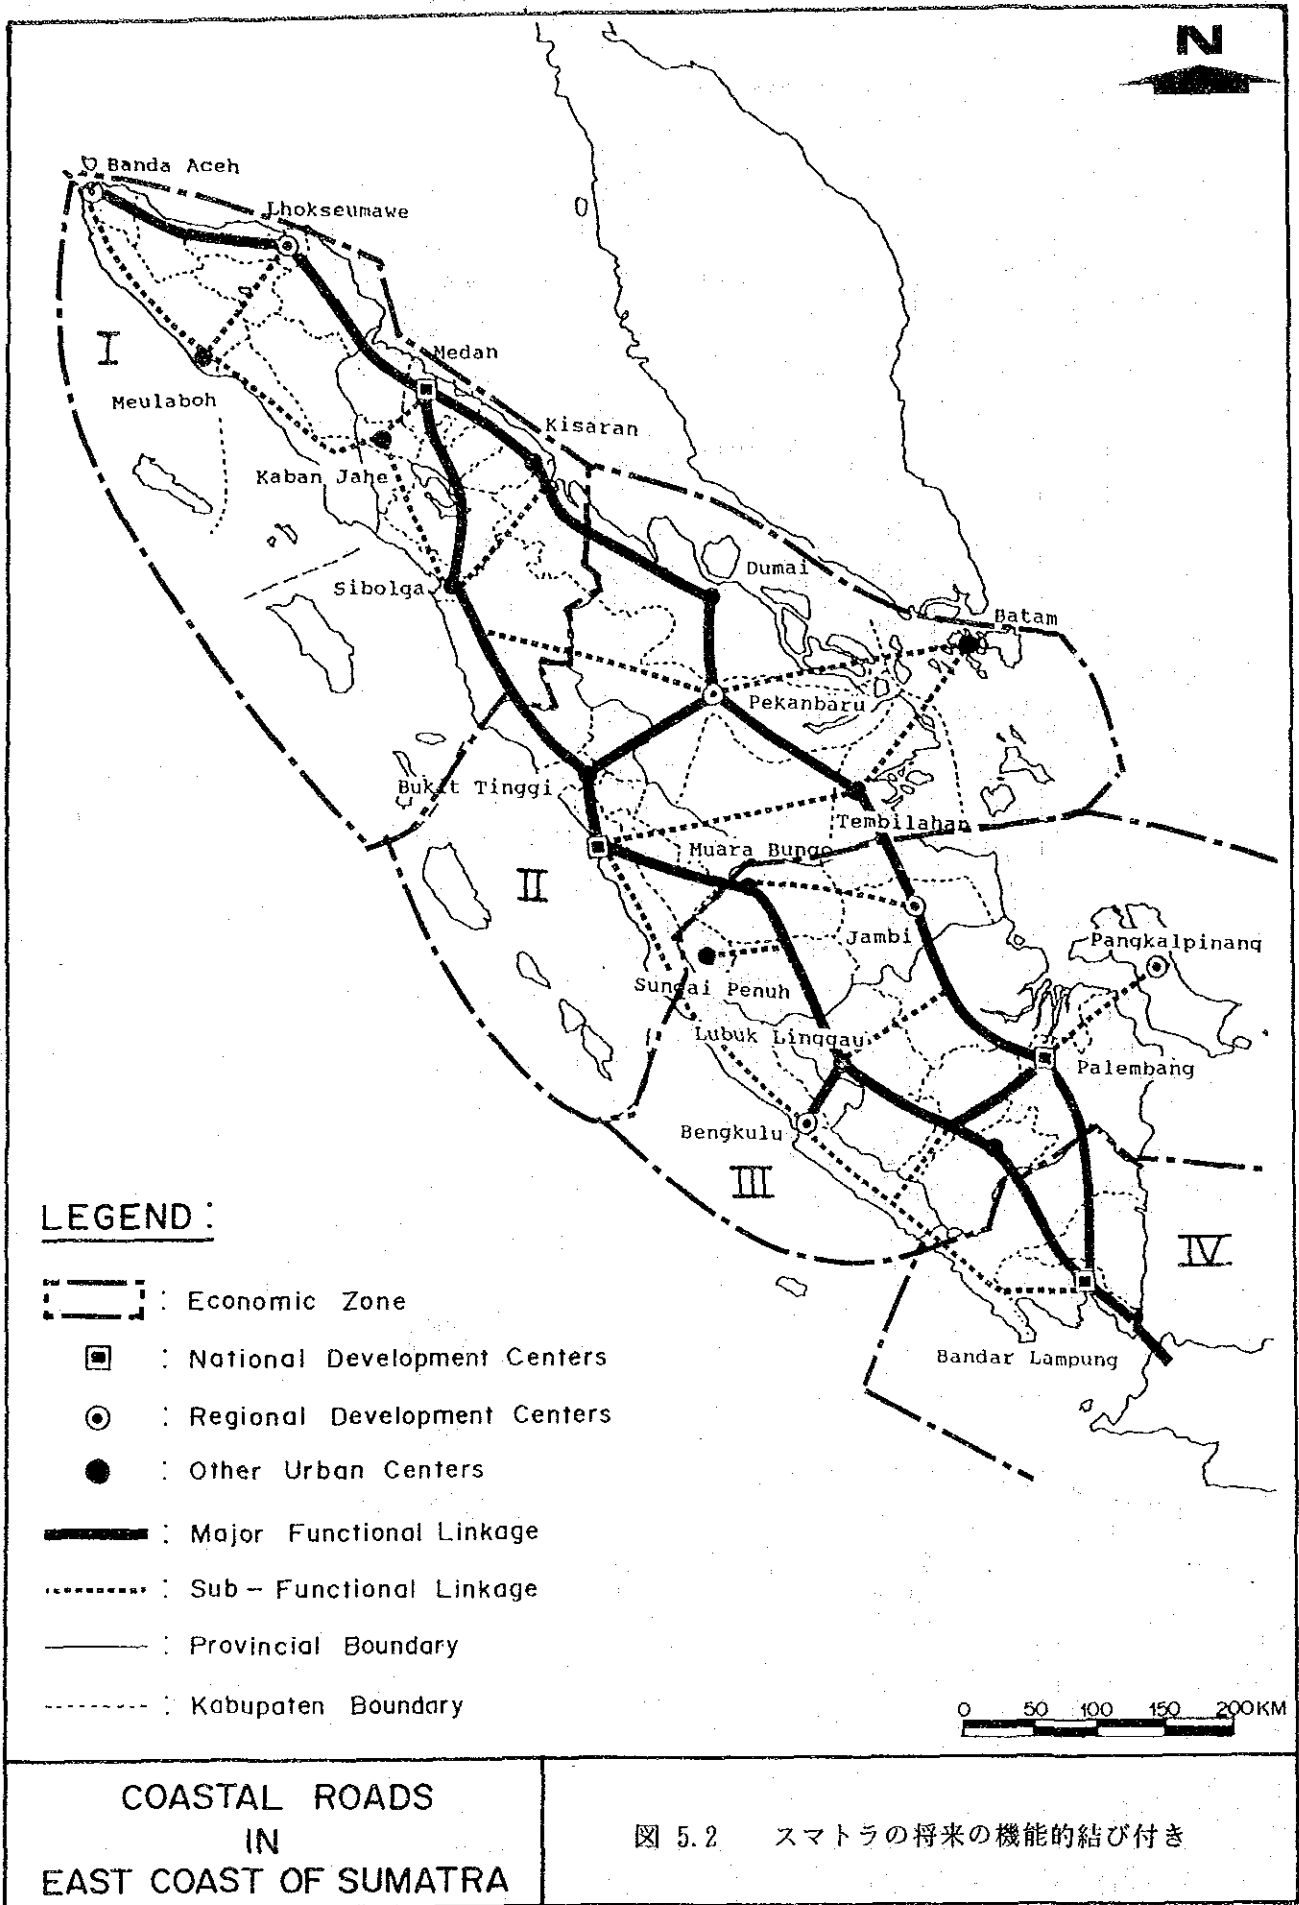 N
Banda Aceh
Lhokseumawe
I
Medan
Meulaboh
Kisaran
Kaban Jahe
Dumai
Sibolga
Batam
Pekanbaru
Bukit Tinggi
Tembilahan
Muara Bungo
II
Jambi
Pangkalpinang
Sungai Penuh
Lubuk Linggau
Palembang
Bengkulu
III
IV
Bandar Lampung
LEGEND :
: Economic Zone
: National Development Centers
: Regional Development Centers
: Other Urban Centers
: Major Functional Linkage
: Sub - Functional Linkage
: Provincial Boundary
: Kabupaten Boundary
0 50 100 150 200KM
COASTAL ROADS
IN
EAST COAST OF SUMATRA
図 5.2 スマトラの将来の機能的結び付き